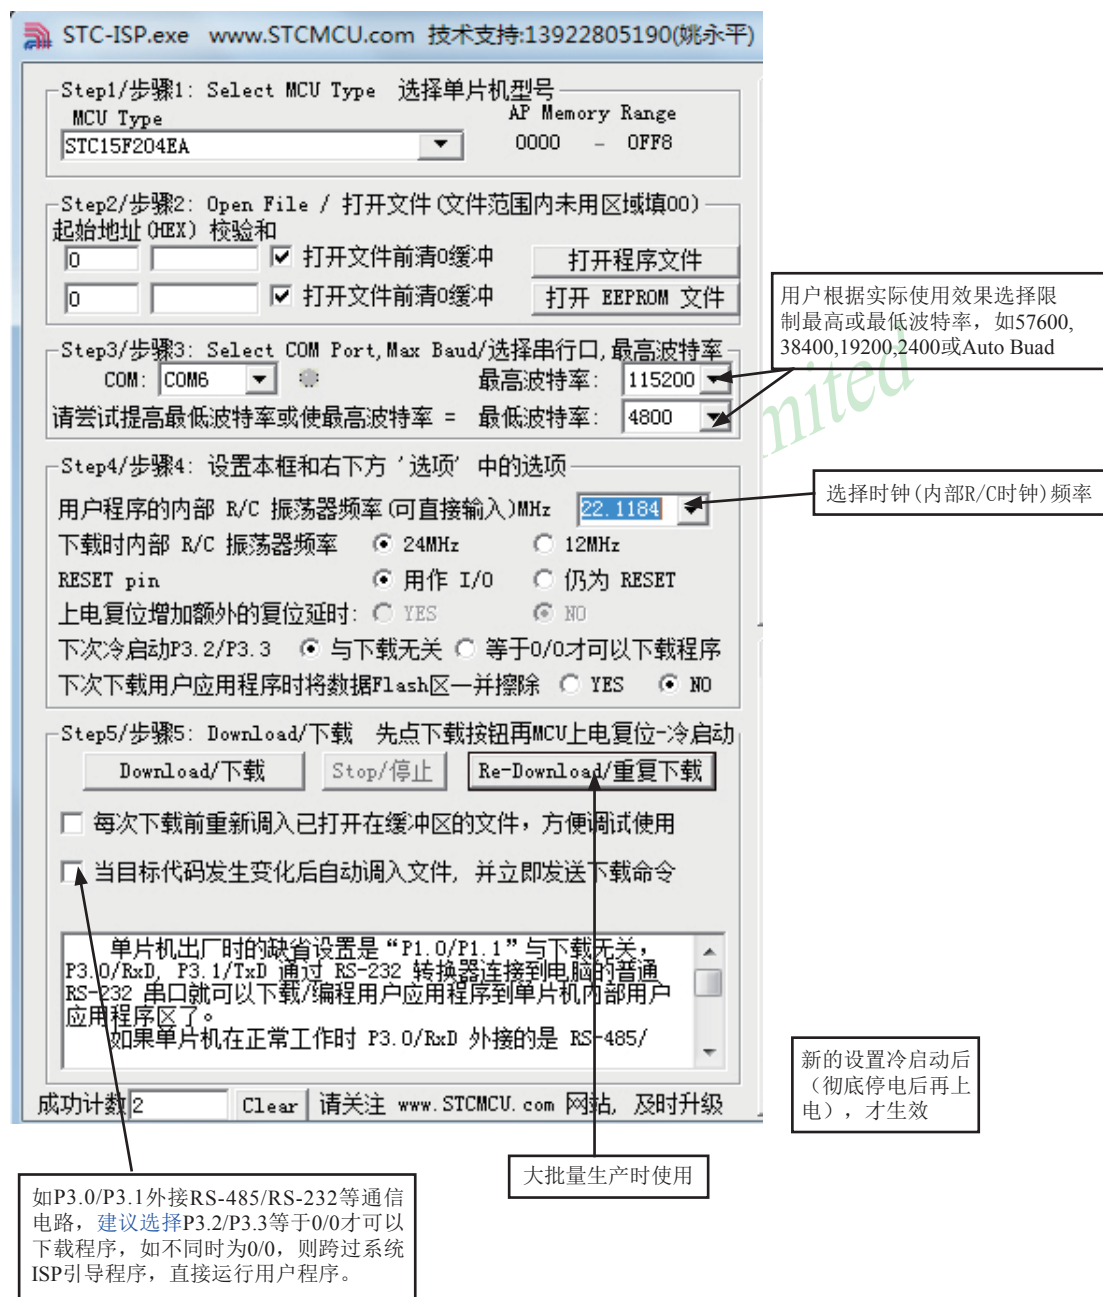 STC-ISP.exe www.STCMCU.com 技术支持:13922805190(姚永平)
Step1/步骤1: Select MCU Type 选择单片机型号
MCU Type
AP Memory Range
STC15F204EA
0000 - 0FF8
Step2/步骤2: Open File / 打开文件(文件范围内未用区域填00)
起始地址(HEX) 校验和
0
打开文件前清0缓冲
打开程序文件
0
打开文件前清0缓冲
打开 EEPROM 文件
用户根据实际使用效果选择限
制最高或最低波特率，如57600,
38400,19200,2400或Auto Buad
Step3/步骤3: Select COM Port,Max Baud/选择串行口,最高波特率
COM: COM6
最高波特率: 115200
请尝试提高最低波特率或使最高波特率 = 最低波特率: 4800
mited
Step4/步骤4: 设置本框和右下方 '选项' 中的选项
用户程序的内部 R/C 振荡器频率(可直接输入)MHz 22.1184
选择时钟(内部R/C时钟)频率
下载时内部 R/C 振荡器频率 24MHz 12MHz
RESET pin 用作 I/O 仍为 RESET
上电复位增加额外的复位延时: YES NO
下次冷启动P3.2/P3.3 与下载无关 等于0/0才可以下载程序
下次下载用户应用程序时将数据Flash区一并擦除 YES NO
Step5/步骤5: Download/下载 先点下载按钮再MCU上电复位-冷启动
Download/下载
Stop/停止
Re-Download/重复下载
每次下载前重新调入已打开在缓冲区的文件，方便调试使用
当目标代码发生变化后自动调入文件, 并立即发送下载命令
单片机出厂时的缺省设置是“P1.0/P1.1”与下载无关，
P3.0/RxD, P3.1/TxD 通过 RS-232 转换器连接到电脑的普通
RS-232 串口就可以下载/编程用户应用程序到单片机内部用户
应用程序区了。
如果单片机在正常工作时 P3.0/RxD 外接的是 RS-485/
新的设置冷启动后
（彻底停电后再上
电），才生效
成功计数 2 Clear 请关注 www.STCMCU.com 网站, 及时升级
大批量生产时使用
如P3.0/P3.1外接RS-485/RS-232等通信
电路，建议选择P3.2/P3.3等于0/0才可以
下载程序，如不同时为0/0，则跨过系统
ISP引导程序，直接运行用户程序。